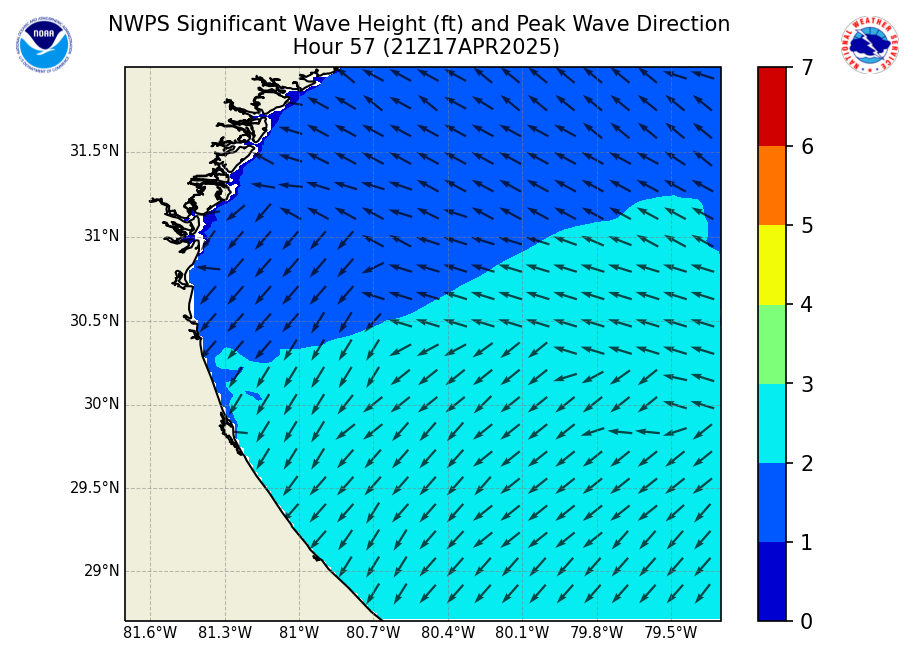 NWPS Significant Wave Height (ft) and Peak Wave Direction
Hour 57 (21Z17APR2025)
NOAA
NATIONAL WEATHER SERVICE
31.5°N
31°N
30.5°N
30°N
29.5°N
29°N
81.6°W 81.3°W 81°W 80.7°W 80.4°W 80.1°W 79.8°W 79.5°W
7
6
5
4
3
2
1
0